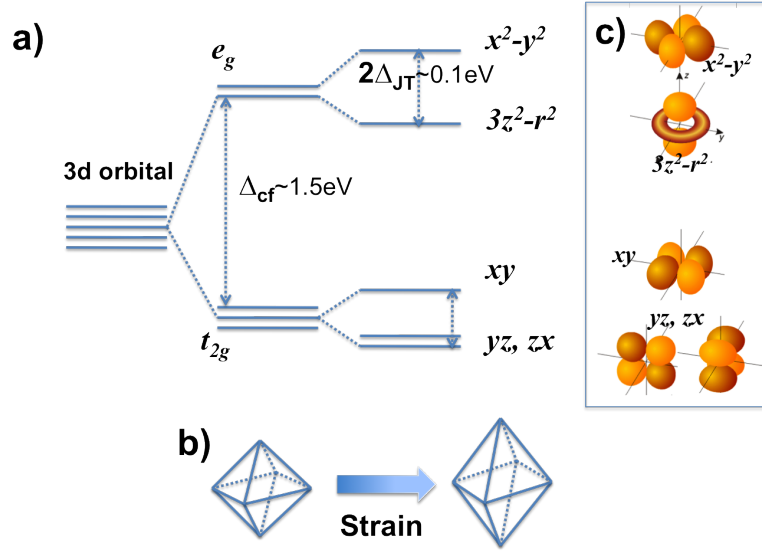 a)
e_g
x²-y²
2Δ_JT~0.1eV
3z²-r²
3d orbital
Δ_cf~1.5eV
xy
yz, zx
t_2g
b)
Strain
c)
x²-y²
z
y
3z²-r²
xy
yz, zx